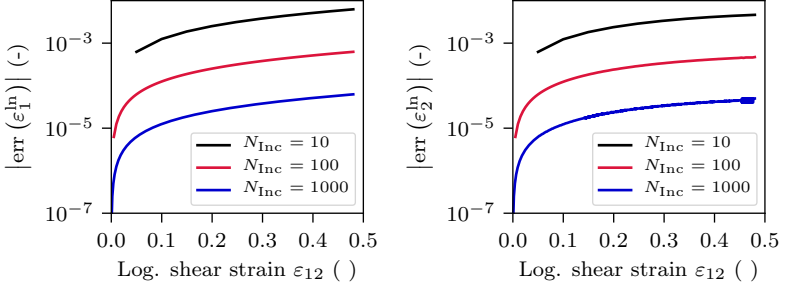 |err (ε₁ˡⁿ)| (-)
10⁻³
10⁻⁵
10⁻⁷
N_Inc = 10
N_Inc = 100
N_Inc = 1000
0.0 0.1 0.2 0.3 0.4 0.5
Log. shear strain ε₁₂ ( )
|err (ε₂ˡⁿ)| (-)
10⁻³
10⁻⁵
10⁻⁷
N_Inc = 10
N_Inc = 100
N_Inc = 1000
0.0 0.1 0.2 0.3 0.4 0.5
Log. shear strain ε₁₂ ( )